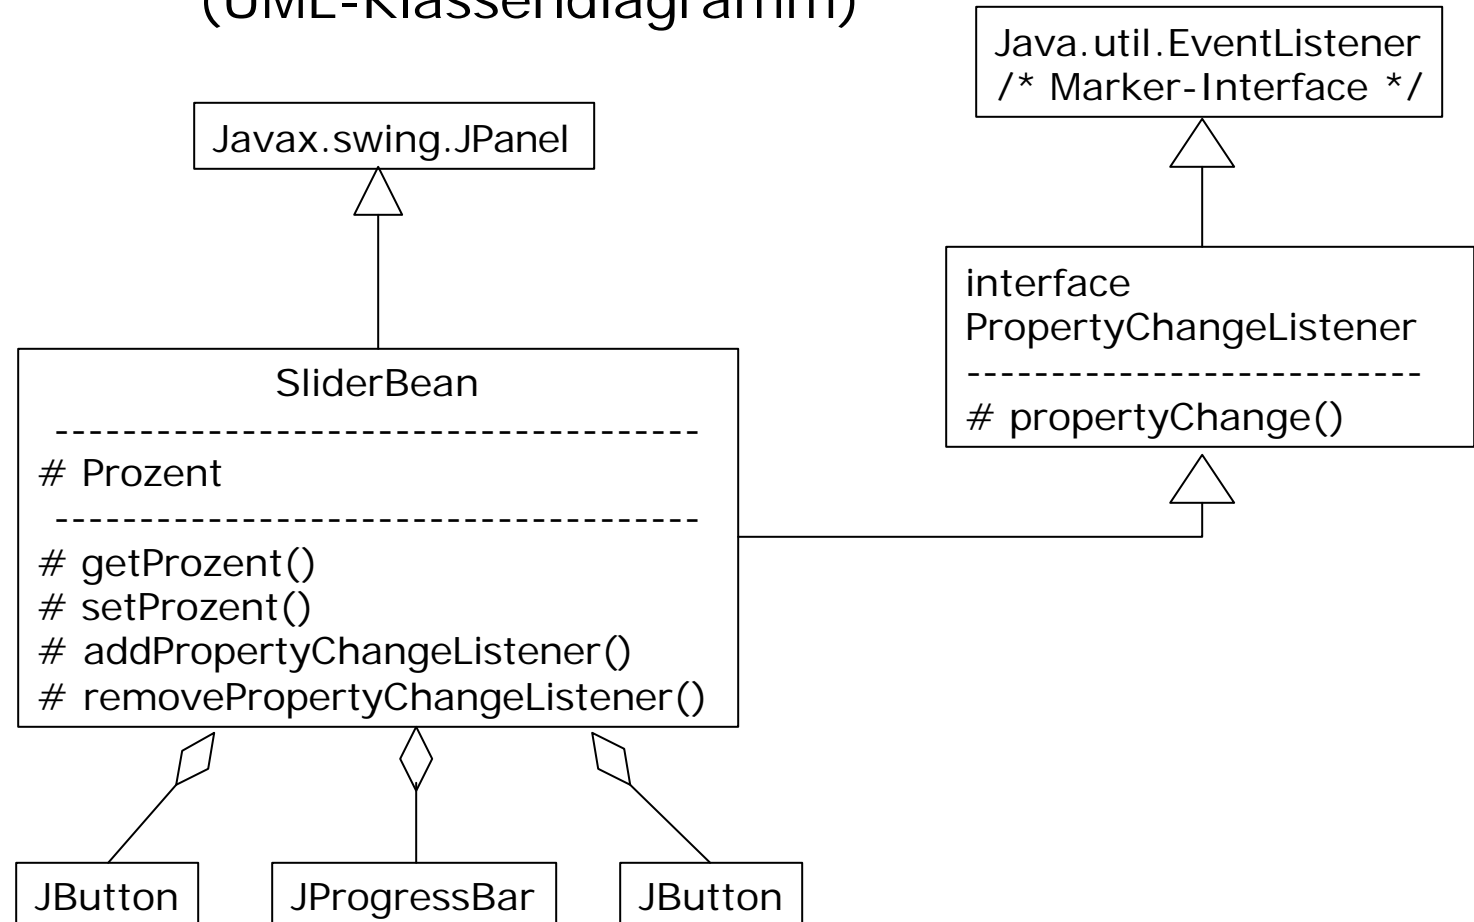 (UML-Klassendiagramm)
Java.util.EventListener
/* Marker-Interface */
Javax.swing.JPanel
interface
PropertyChangeListener
---------------------------
# propertyChange()
SliderBean
--------------------------------------
# Prozent
--------------------------------------
# getProzent()
# setProzent()
# addPropertyChangeListener()
# removePropertyChangeListener()
JButton
JProgressBar
JButton